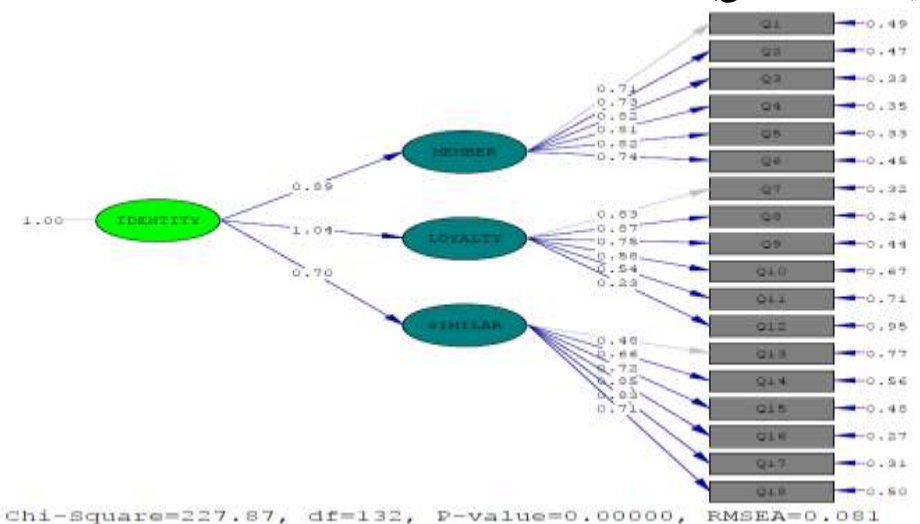 Q1 0.49
Q2 0.47
Q3 0.33
Q4 0.35
Q5 0.33
Q6 0.45
Q7 0.32
Q8 0.24
Q9 0.44
Q10 0.67
Q11 0.71
Q12 0.95
Q13 0.77
Q14 0.56
Q15 0.48
Q16 0.27
Q17 0.31
Q18 0.50
0.71
0.73
0.82
0.81
0.82
0.74
MEMBER
0.89
1.00 IDENTITY
1.04
LOYALTY
0.83
0.87
0.75
0.54
0.23
0.70
SIMILAR
0.48
0.66
0.72
0.85
0.83
0.71
Chi-Square=227.87, df=132, P-value=0.00000, RMSEA=0.081